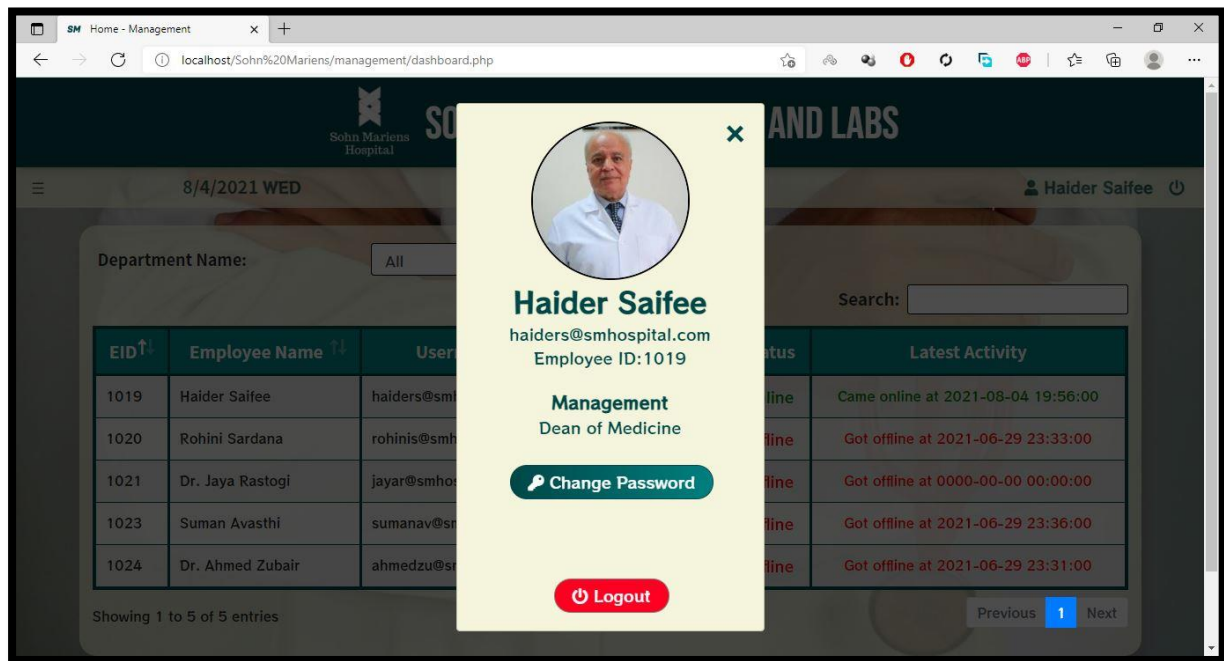 SM Home - Management
localhost/Sohn%20Mariens/management/dashboard.php
ABP
Sohn Mariens
Hospital
SO
AND LABS
8/4/2021 WED
Haider Saifee
Department Name:
All
Search:
EID
Employee Name
User
tus
Latest Activity
1019
Haider Saifee
haiders@sm
line
Came online at 2021-08-04 19:56:00
1020
Rohini Sardana
rohinis@smh
fline
Got offline at 2021-06-29 23:33:00
1021
Dr. Jaya Rastogi
jayar@smhos
fline
Got offline at 0000-00-00 00:00:00
1023
Suman Avasthi
sumanav@sm
fline
Got offline at 2021-06-29 23:36:00
1024
Dr. Ahmed Zubair
ahmedzu@sm
fline
Got offline at 2021-06-29 23:31:00
Showing 1 to 5 of 5 entries
Previous 1 Next
Haider Saifee
haiders@smhospital.com
Employee ID:1019
Management
Dean of Medicine
Change Password
Logout